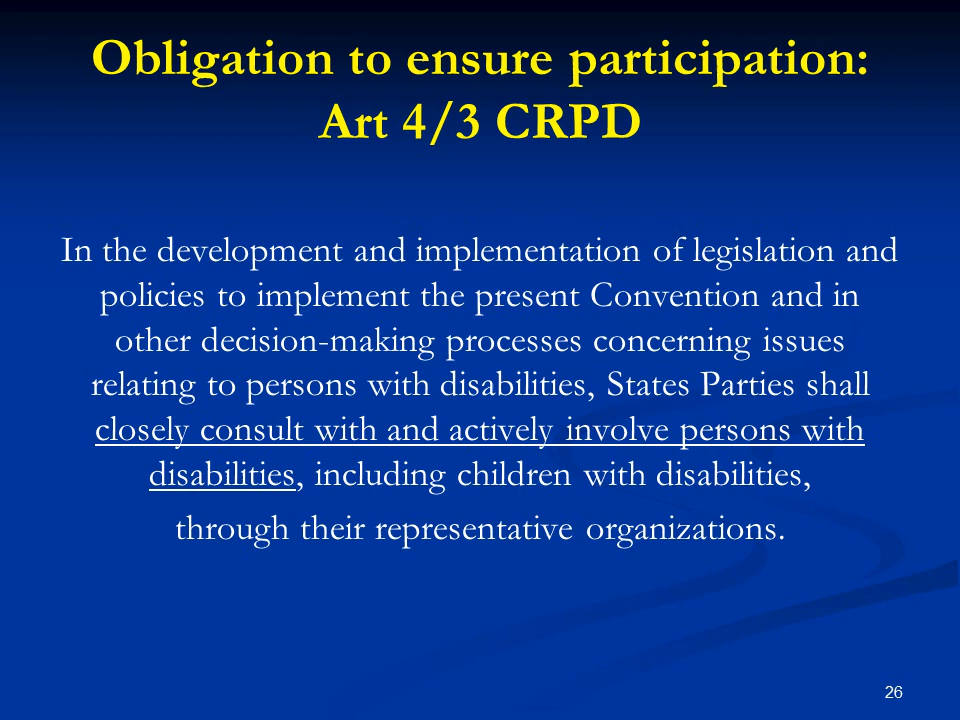 Obligation to ensure participation:
Art 4/3 CRPD
In the development and implementation of legislation and
policies to implement the present Convention and in
other decision-making processes concerning issues
relating to persons with disabilities, States Parties shall
closely consult with and actively involve persons with
disabilities, including children with disabilities,
through their representative organizations.
26